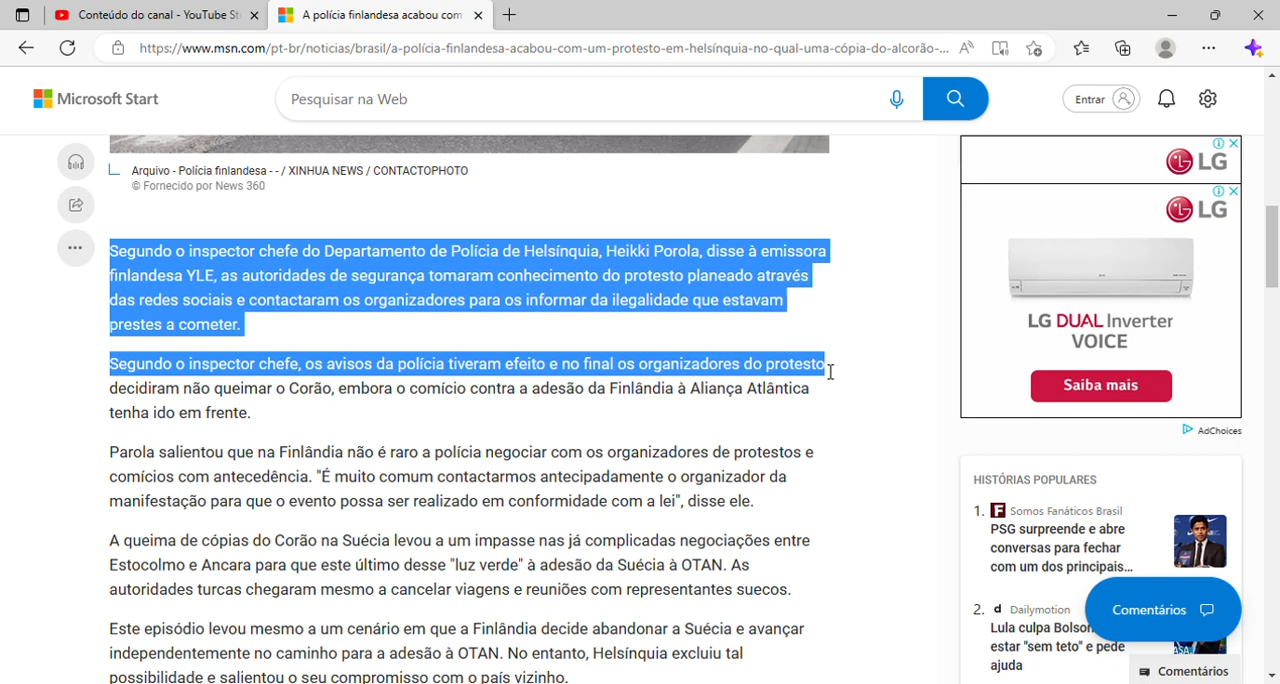 Conteúdo do canal - YouTube St
A polícia finlandesa acabou com
https://www.msn.com/pt-br/noticias/brasil/a-polícia-finlandesa-acabou-com-um-protesto-em-helsínquia-no-qual-uma-cópia-do-alcorão-...
Microsoft Start
Pesquisar na Web
Entrar
Arquivo - Polícia finlandesa - - / XINHUA NEWS / CONTACTOPHOTO
© Fornecido por News 360
Segundo o inspector chefe do Departamento de Polícia de Helsínquia, Heikki Porola, disse à emissora
finlandesa YLE, as autoridades de segurança tomaram conhecimento do protesto planeado através
das redes sociais e contactaram os organizadores para os informar da ilegalidade que estavam
prestes a cometer.
Segundo o inspector chefe, os avisos da polícia tiveram efeito e no final os organizadores do protesto
decidiram não queimar o Corão, embora o comício contra a adesão da Finlândia à Aliança Atlântica
tenha ido em frente.
Parola salientou que na Finlândia não é raro a polícia negociar com os organizadores de protestos e
comícios com antecedência. "É muito comum contactarmos antecipadamente o organizador da
manifestação para que o evento possa ser realizado em conformidade com a lei", disse ele.
A queima de cópias do Corão na Suécia levou a um impasse nas já complicadas negociações entre
Estocolmo e Ancara para que este último desse "luz verde" à adesão da Suécia à OTAN. As
autoridades turcas chegaram mesmo a cancelar viagens e reuniões com representantes suecos.
Este episódio levou mesmo a um cenário em que a Finlândia decide abandonar a Suécia e avançar
independentemente no caminho para a adesão à OTAN. No entanto, Helsínquia excluiu tal
possibilidade e salientou o seu compromisso com o país vizinho.
LG
LG
LG DUAL Inverter
VOICE
Saiba mais
AdChoices
HISTÓRIAS POPULARES
1. F Somos Fanáticos Brasil
PSG surpreende e abre
conversas para fechar
com um dos principais...
2. d Dailymotion
Lula culpa Bolson
estar "sem teto" e pede
ajuda
Comentários
Comentários